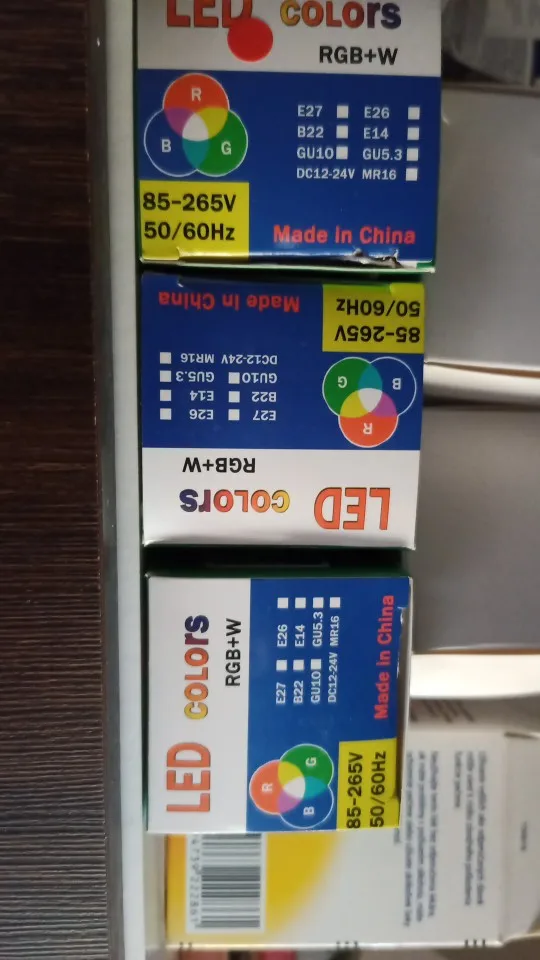 LED COLORS
RGB+W
R
B
G
E27 E26
B22 E14
GU10 GU5.3
DC12-24V MR16
85-265V
50/60Hz
Made in China
LED COLORS
RGB+W
E27 E26
B22 E14
GU10 GU5.3
DC12-24V MR16
R
B
G
85-265V
50/60Hz
Made in China
LED COLORS
RGB+W
E27 E26
B22 E14
GU10 GU5.3
DC12-24V MR16
R
G
B
85-265V
50/60Hz
Made in China